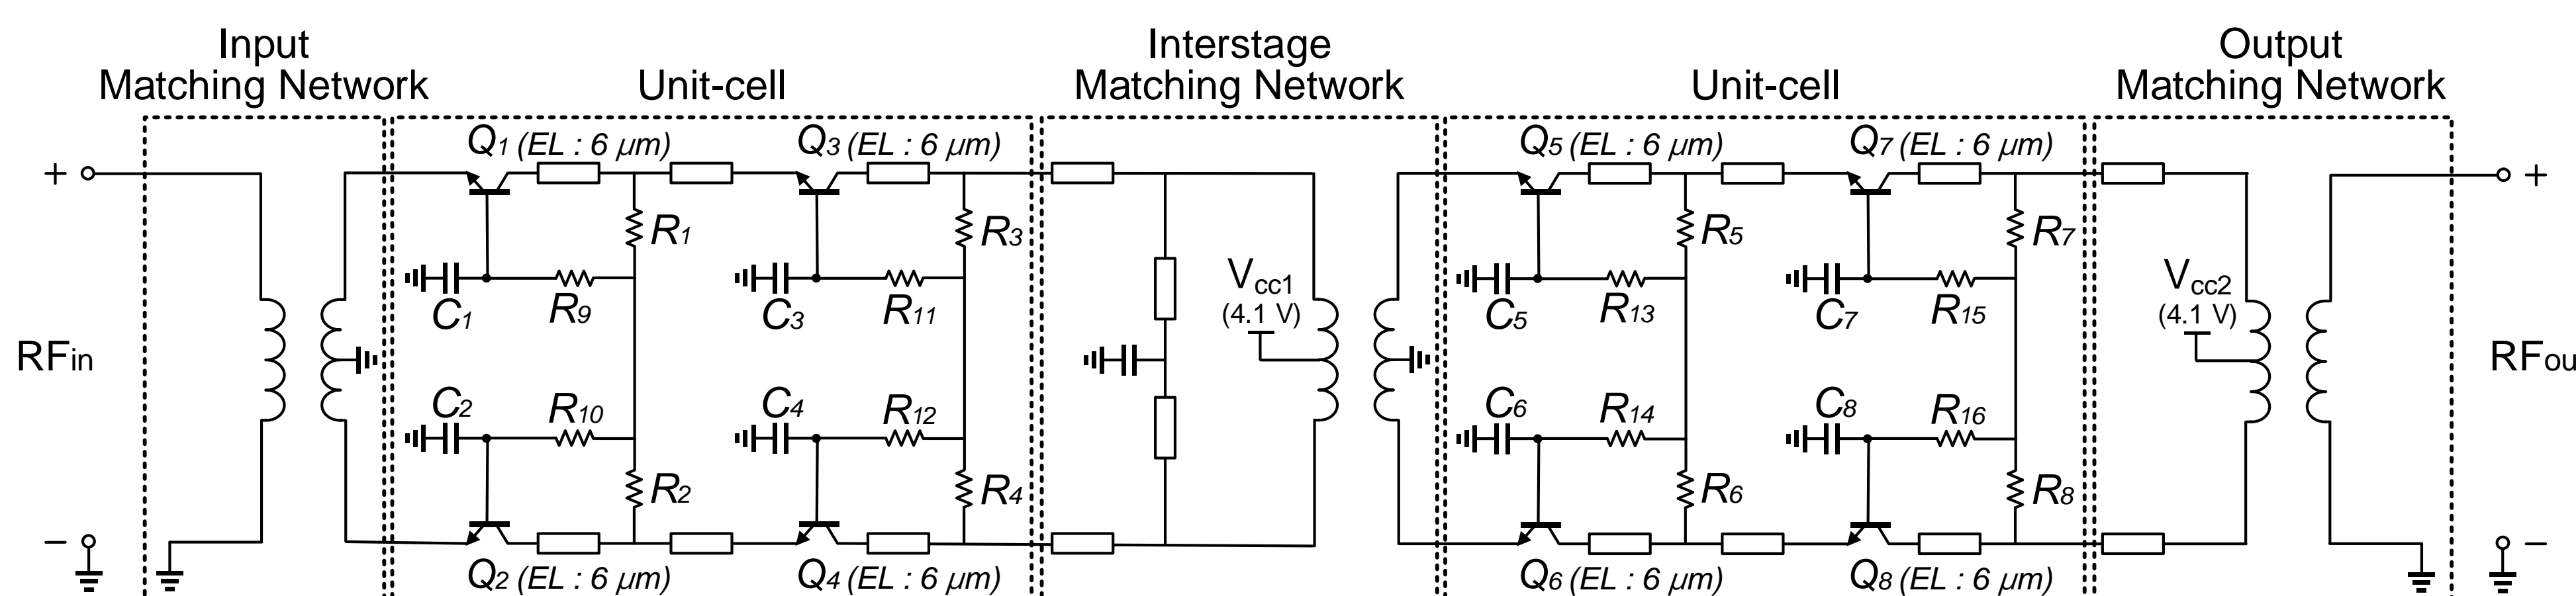 Input
Matching Network
Unit-cell
Interstage
Matching Network
Unit-cell
Output
Matching Network
Q1 (EL : 6 μm)
Q3 (EL : 6 μm)
Q5 (EL : 6 μm)
Q7 (EL : 6 μm)
+
+
R1
R3
R5
R7
C1
R9
C3
R11
Vcc1
(4.1 V)
C5
R13
C7
R15
Vcc2
(4.1 V)
RFin
RFou
C2
R10
C4
R12
C6
R14
C8
R16
R2
R4
R6
R8
−
−
Q2 (EL : 6 μm)
Q4 (EL : 6 μm)
Q6 (EL : 6 μm)
Q8 (EL : 6 μm)